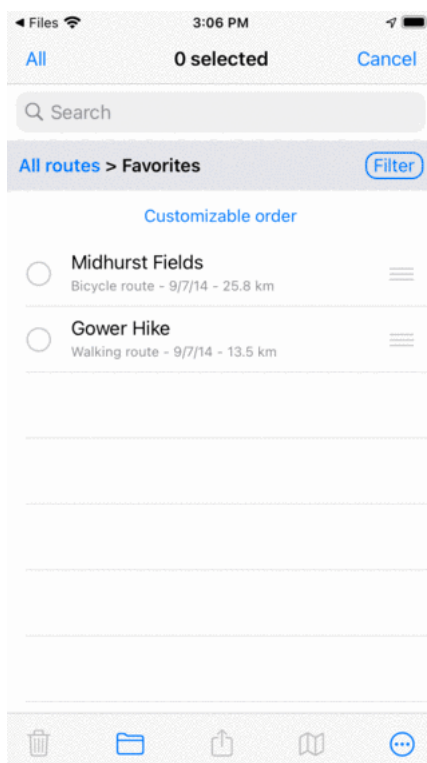 Files
3:06 PM
All
0 selected
Cancel
Search
All routes > Favorites
Filter
Customizable order
Midhurst Fields
Bicycle route - 9/7/14 - 25.8 km
Gower Hike
Walking route - 9/7/14 - 13.5 km